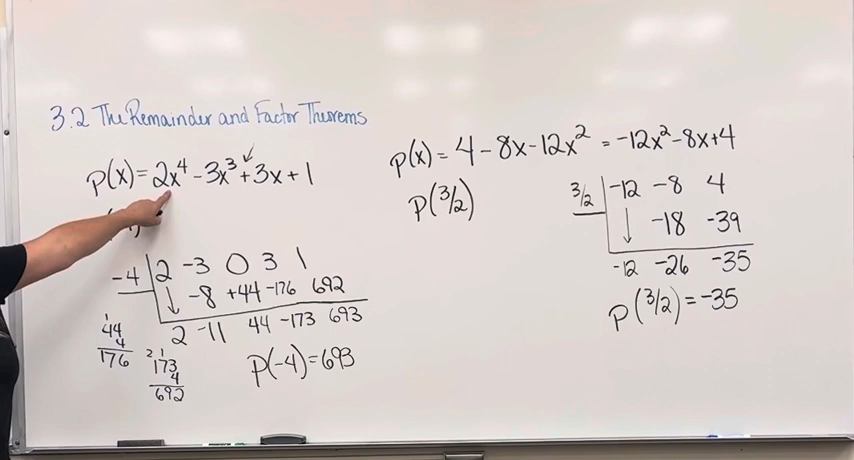 3.2 The Remainder and Factor Theorems
P(x) = 2x⁴ - 3x³ + 3x + 1
-4 | 2 -3 0 3 1
↓ -8 +44 -176 692
2 -11 44 -173 693
1
44
4
176
2 1
173
4
692
P(-4) = 693
P(x) = 4 - 8x - 12x² = -12x² - 8x + 4
P(3/2)
3/2 | -12 -8 4
↓ -18 -39
-12 -26 -35
P(3/2) = -35